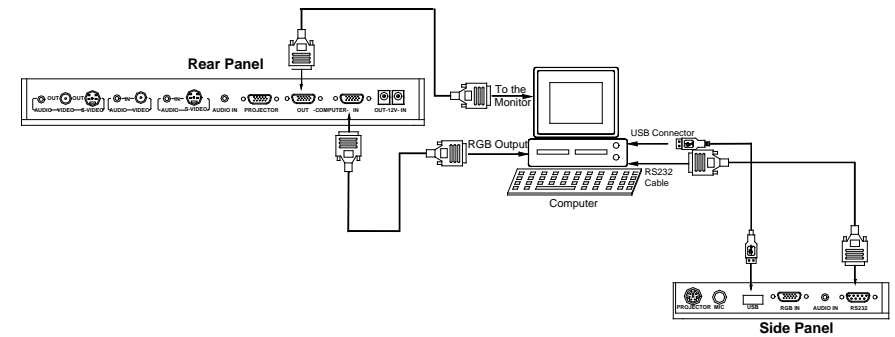 Rear Panel
OUT OUT IN IN
AUDIO VIDEO S-VIDEO AUDIO VIDEO AUDIO S-VIDEO AUDIO IN PROJECTOR OUT -COMPUTER- IN OUT-12V- IN
To the
Monitor
RGB Output
USB Connector
RS232
Cable
Computer
PROJECTOR MIC USB RGB IN AUDIO IN RS232
Side Panel